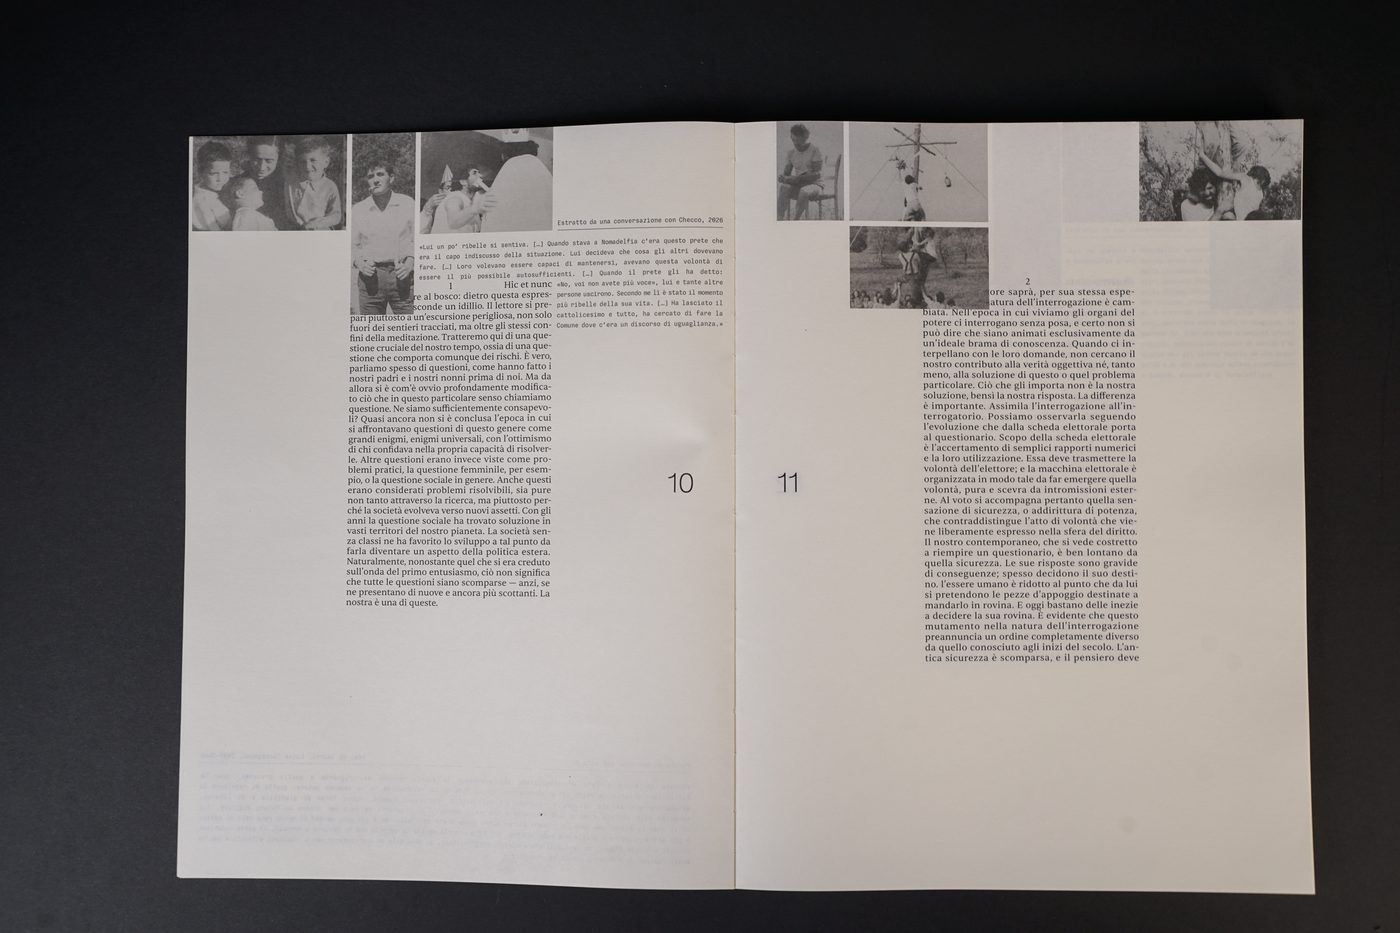 Estratto da una conversazione con Checco, 2026
«Lui un po' ribelle si sentiva. […] Quando stava a Nomadelfia c'era questo prete che
era il capo indiscusso della situazione. Lui decideva che cosa gli altri dovevano
fare. […] Loro volevano essere capaci di mantenersi, avevano questa volontà di
essere il più possibile autosufficienti. […] Quando il prete gli ha detto:
«No, voi non avete più voce», lui e tante altre
persone uscirono. Secondo me lì è stato il momento
più ribelle della sua vita. […] Ha lasciato il
cattolicesimo e tutto, ha cercato di fare la
Comune dove c'era un discorso di uguaglianza.»
1
Hic et nunc
re al bosco: dietro questa espres-
sconde un idillio. Il lettore si pre-
pari piuttosto a un'escursione perigliosa, non solo
fuori dei sentieri tracciati, ma oltre gli stessi con-
fini della meditazione. Tratteremo qui di una que-
stione cruciale del nostro tempo, ossia di una que-
stione che comporta comunque dei rischi. È vero,
parliamo spesso di questioni, come hanno fatto i
nostri padri e i nostri nonni prima di noi. Ma da
allora si è com'è ovvio profondamente modifica-
to ciò che in questo particolare senso chiamiamo
questione. Ne siamo sufficientemente consapevo-
li? Quasi ancora non si è conclusa l'epoca in cui
si affrontavano questioni di questo genere come
grandi enigmi, enigmi universali, con l'ottimismo
di chi confidava nella propria capacità di risolver-
le. Altre questioni erano invece viste come pro-
blemi pratici, la questione femminile, per esem-
pio, o la questione sociale in genere. Anche questi
erano considerati problemi risolvibili, sia pure
non tanto attraverso la ricerca, ma piuttosto per-
ché la società evolveva verso nuovi assetti. Con gli
anni la questione sociale ha trovato soluzione in
vasti territori del nostro pianeta. La società sen-
za classi ne ha favorito lo sviluppo a tal punto da
farla diventare un aspetto della politica estera.
Naturalmente, nonostante quel che si era creduto
sull'onda del primo entusiasmo, ciò non significa
che tutte le questioni siano scomparse — anzi, se
ne presentano di nuove e ancora più scottanti. La
nostra è una di queste.
10
11
2
ore saprà, per sua stessa espe-
atura dell'interrogazione è cam-
biata. Nell'epoca in cui viviamo gli organi del
potere ci interrogano senza posa, e certo non si
può dire che siano animati esclusivamente da
un'ideale brama di conoscenza. Quando ci in-
terpellano con le loro domande, non cercano il
nostro contributo alla verità oggettiva né, tanto
meno, alla soluzione di questo o quel problema
particolare. Ciò che gli importa non è la nostra
soluzione, bensì la nostra risposta. La differenza
è importante. Assimila l'interrogazione all'in-
terrogatorio. Possiamo osservarla seguendo
l'evoluzione che dalla scheda elettorale porta
al questionario. Scopo della scheda elettorale
è l'accertamento di semplici rapporti numerici
e la loro utilizzazione. Essa deve trasmettere la
volontà dell'elettore; e la macchina elettorale è
organizzata in modo tale da far emergere quella
volontà, pura e scevra da intromissioni ester-
ne. Al voto si accompagna pertanto quella sen-
sazione di sicurezza, o addirittura di potenza,
che contraddistingue l'atto di volontà che vie-
ne liberamente espresso nella sfera del diritto.
Il nostro contemporaneo, che si vede costretto
a riempire un questionario, è ben lontano da
quella sicurezza. Le sue risposte sono gravide
di conseguenze; spesso decidono il suo desti-
no. l'essere umano è ridotto al punto che da lui
si pretendono le pezze d'appoggio destinate a
mandarlo in rovina. E oggi bastano delle inezie
a decidere la sua rovina. È evidente che questo
mutamento nella natura dell'interrogazione
preannuncia un ordine completamente diverso
da quello conosciuto agli inizi del secolo. L'an-
tica sicurezza è scomparsa, e il pensiero deve